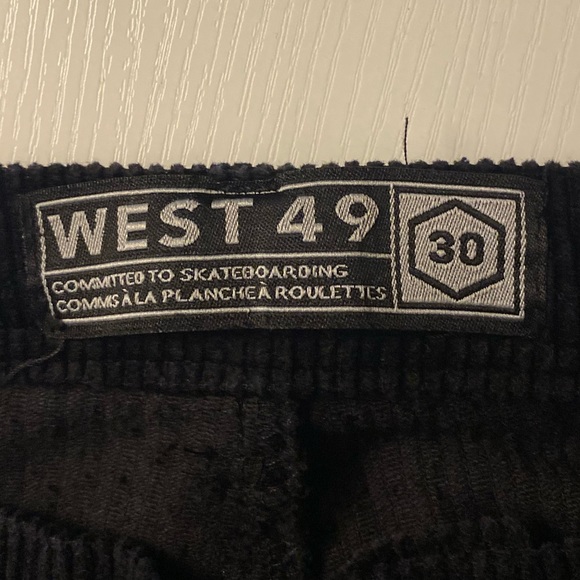 WEST 49
30
COMMITTED TO SKATEBOARDING
COMMIS À LA PLANCHE À ROULETTES